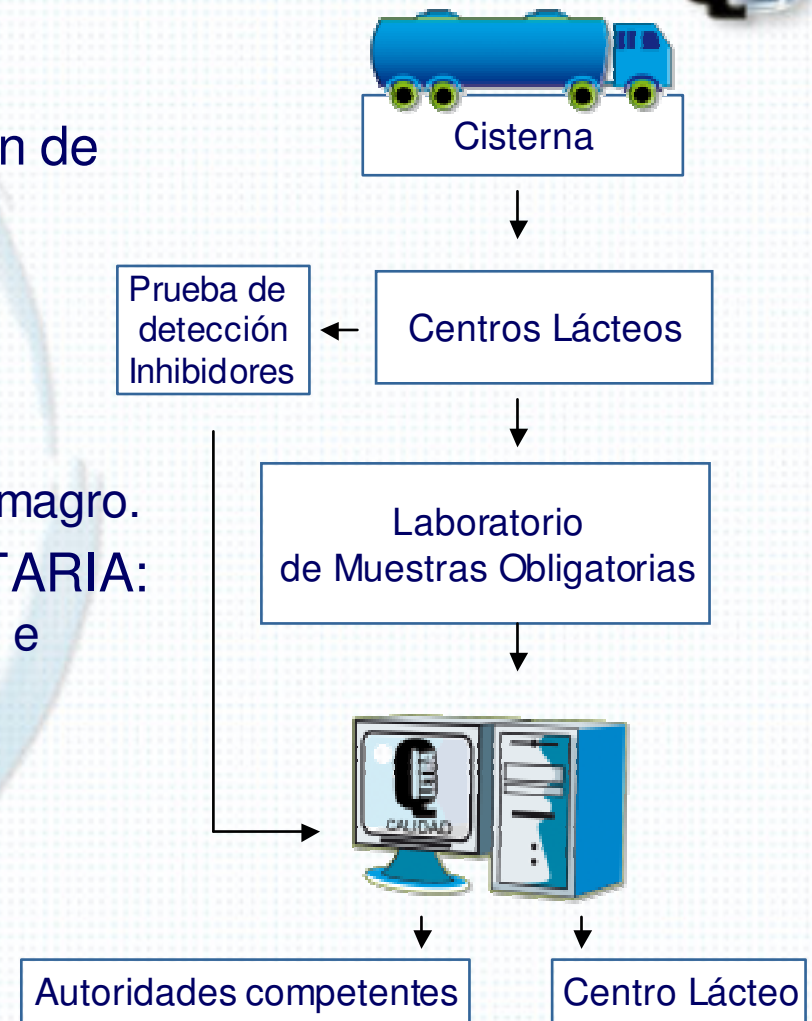 Cisterna
n de
Prueba de
detección
Inhibidores
Centros Lácteos
magro.
TARIA:
e
Laboratorio
de Muestras Obligatorias
Q
LETRA
CALIDAD
Autoridades competentes
Centro Lácteo